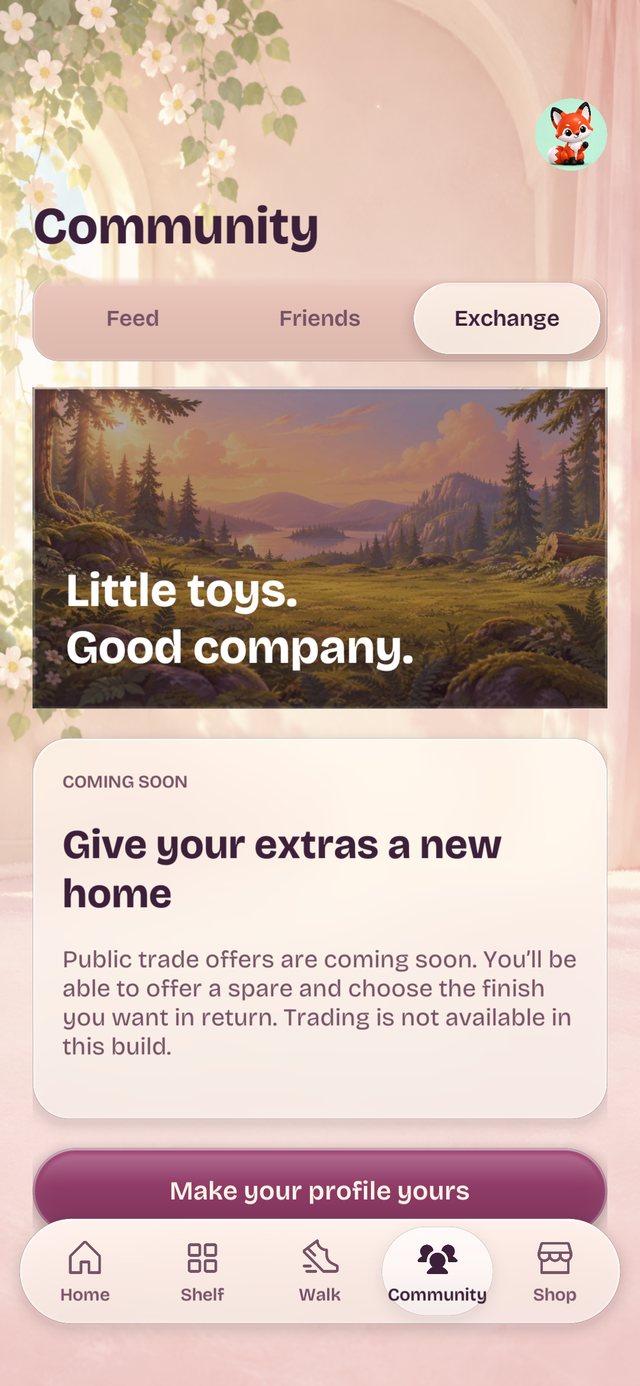 Community
Feed
Friends
Exchange
Little toys.
Good company.
COMING SOON
Give your extras a new
home
Public trade offers are coming soon. You’ll be
able to offer a spare and choose the finish
you want in return. Trading is not available in
this build.
Make your profile yours
Home
Shelf
Walk
Community
Shop